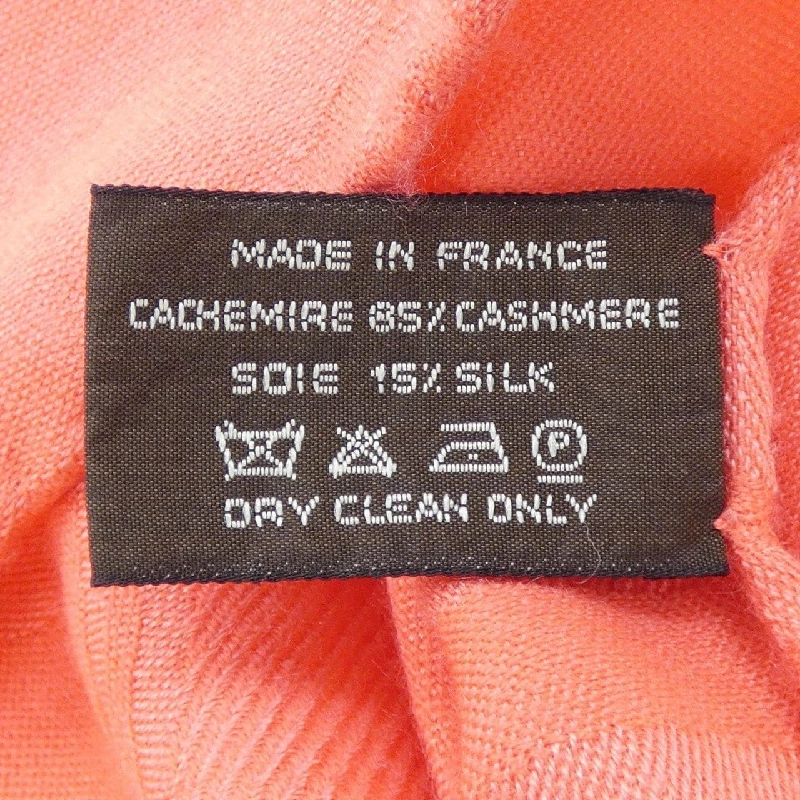 MADE IN FRANCE
CACHEMIRE 85% CASHMERE
SOIE 15% SILK
P
DRY CLEAN ONLY